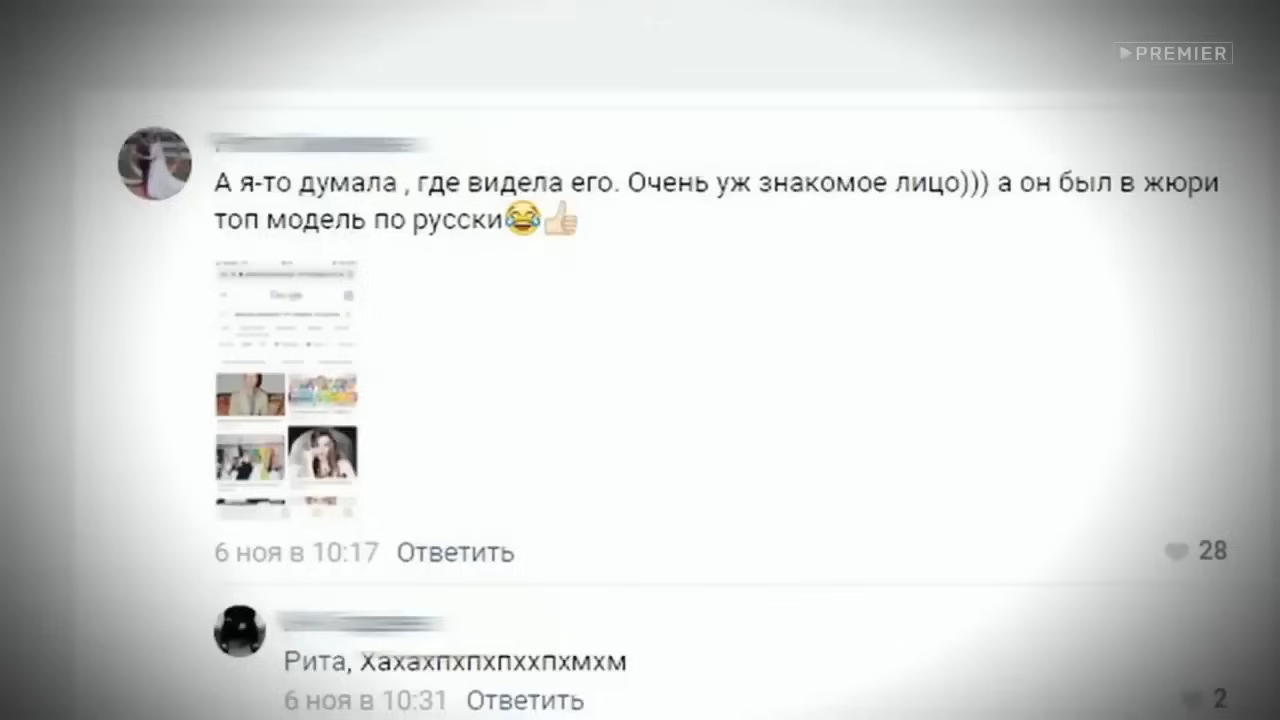 PREMIER
А я-то думала , где видела его. Очень уж знакомое лицо))) а он был в жюри
топ модель по русски😂👍🏻
Google
6 ноя в 10:17 Ответить 28
Рита, Хахахпхпхпххпхмхм
6 ноя в 10:31 Ответить 2